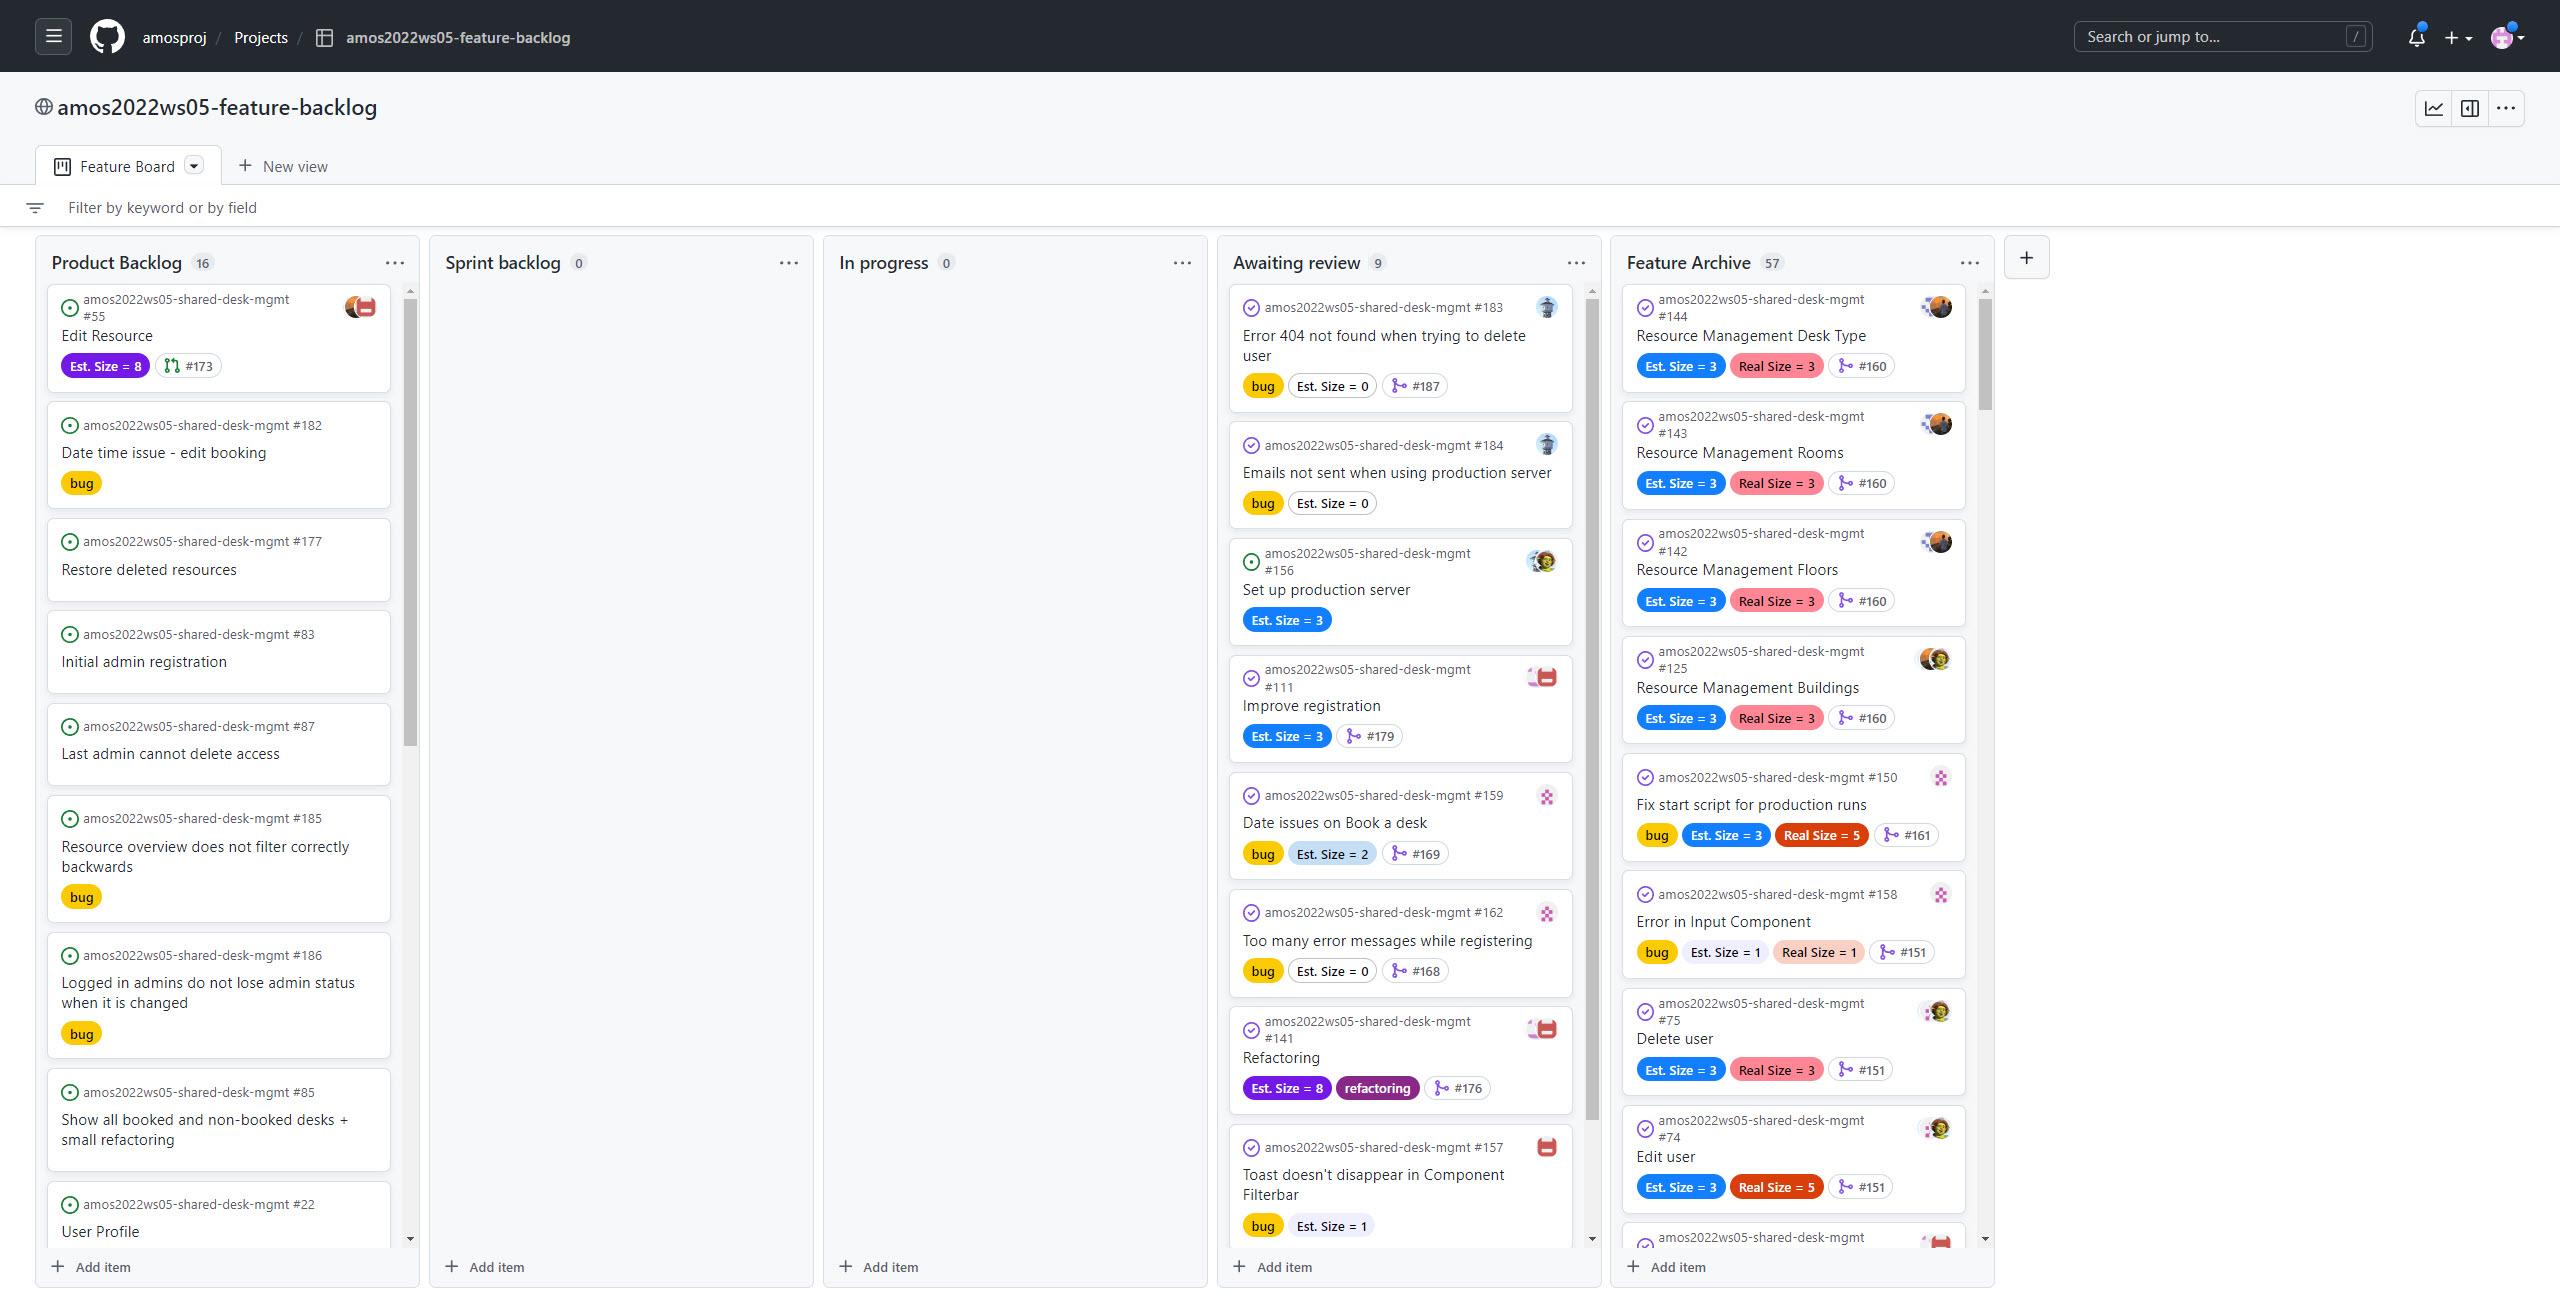 amosproj / Projects / amos2022ws05-feature-backlog
Search or jump to... /
amos2022ws05-feature-backlog
Feature Board
New view
Filter by keyword or by field
Product Backlog 16
amos2022ws05-shared-desk-mgmt
#55
Edit Resource
Est. Size = 8 #173
amos2022ws05-shared-desk-mgmt #182
Date time issue - edit booking
bug
amos2022ws05-shared-desk-mgmt #177
Restore deleted resources
amos2022ws05-shared-desk-mgmt #83
Initial admin registration
amos2022ws05-shared-desk-mgmt #87
Last admin cannot delete access
amos2022ws05-shared-desk-mgmt #185
Resource overview does not filter correctly
backwards
bug
amos2022ws05-shared-desk-mgmt #186
Logged in admins do not lose admin status
when it is changed
bug
amos2022ws05-shared-desk-mgmt #85
Show all booked and non-booked desks +
small refactoring
amos2022ws05-shared-desk-mgmt #22
User Profile
Add item
Sprint backlog 0
Add item
In progress 0
Add item
Awaiting review 9
amos2022ws05-shared-desk-mgmt #183
Error 404 not found when trying to delete
user
bug Est. Size = 0 #187
amos2022ws05-shared-desk-mgmt #184
Emails not sent when using production server
bug Est. Size = 0
amos2022ws05-shared-desk-mgmt
#156
Set up production server
Est. Size = 3
amos2022ws05-shared-desk-mgmt
#111
Improve registration
Est. Size = 3 #179
amos2022ws05-shared-desk-mgmt #159
Date issues on Book a desk
bug Est. Size = 2 #169
amos2022ws05-shared-desk-mgmt #162
Too many error messages while registering
bug Est. Size = 0 #168
amos2022ws05-shared-desk-mgmt
#141
Refactoring
Est. Size = 8 refactoring #176
amos2022ws05-shared-desk-mgmt #157
Toast doesn't disappear in Component
Filterbar
bug Est. Size = 1
Add item
Feature Archive 57
amos2022ws05-shared-desk-mgmt
#144
Resource Management Desk Type
Est. Size = 3 Real Size = 3 #160
amos2022ws05-shared-desk-mgmt
#143
Resource Management Rooms
Est. Size = 3 Real Size = 3 #160
amos2022ws05-shared-desk-mgmt
#142
Resource Management Floors
Est. Size = 3 Real Size = 3 #160
amos2022ws05-shared-desk-mgmt
#125
Resource Management Buildings
Est. Size = 3 Real Size = 3 #160
amos2022ws05-shared-desk-mgmt #150
Fix start script for production runs
bug Est. Size = 3 Real Size = 5 #161
amos2022ws05-shared-desk-mgmt #158
Error in Input Component
bug Est. Size = 1 Real Size = 1 #151
amos2022ws05-shared-desk-mgmt
#75
Delete user
Est. Size = 3 Real Size = 3 #151
amos2022ws05-shared-desk-mgmt
#74
Edit user
Est. Size = 3 Real Size = 5 #151
amos2022ws05-shared-desk-mgmt
Add item